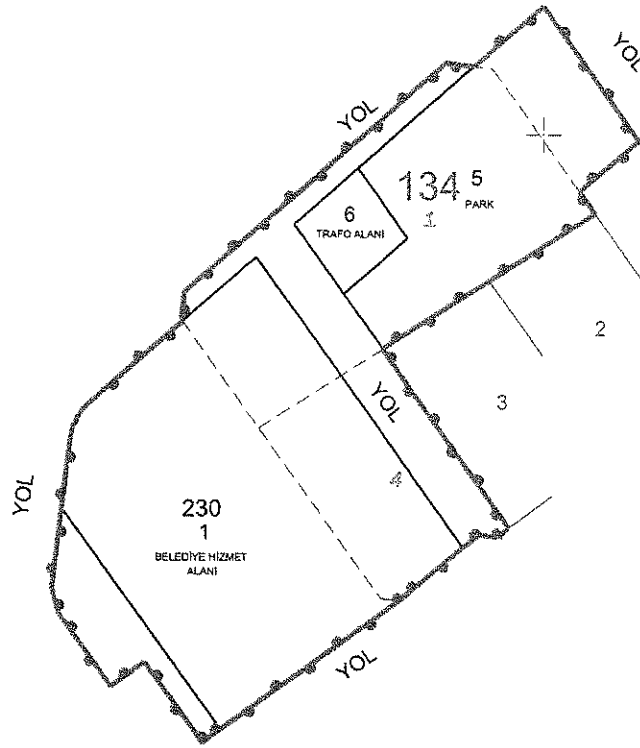 YOL
YOL
134 5
PARK
1
6
TRAFO ALANI
2
3
YOL
4
YOL
230
1
BELEDİYE HİZMET
ALANI
YOL